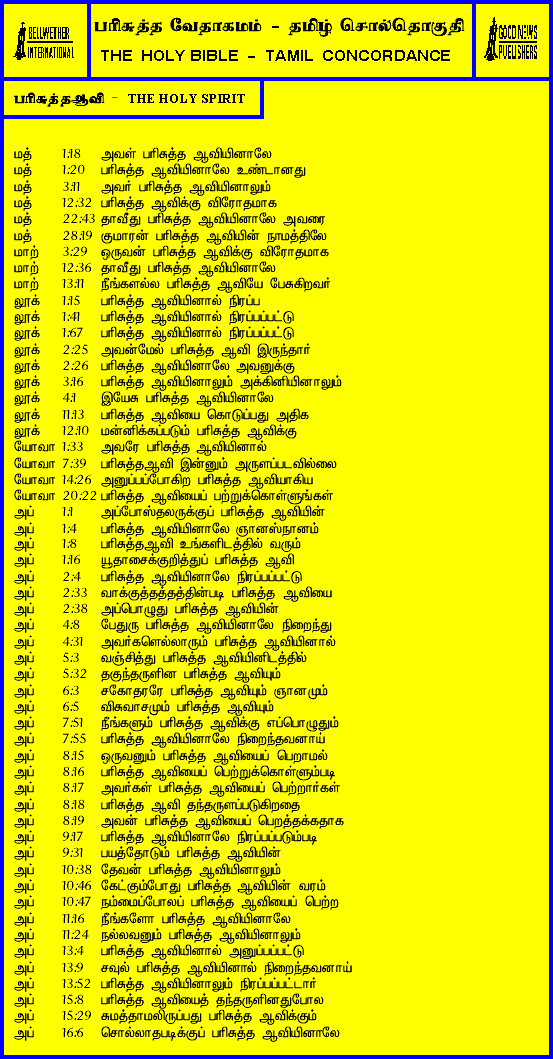 BELLWETHER
INTERNATIONAL
பரிசுத்த வேதாகமம் - தமிழ் சொல்தொகுதி
THE HOLY BIBLE - TAMIL CONCORDANCE
GOOD NEWS
PUBLISHERS
பரிசுத்தஆவி - THE HOLY SPIRIT
மத் 1:18 அவள் பரிசுத்த ஆவியினாலே
மத் 1:20 பரிசுத்த ஆவியினாலே உண்டானது
மத் 3:11 அவர் பரிசுத்த ஆவியினாலும்
மத் 12:32 பரிசுத்த ஆவிக்கு விரோதமாக
மத் 22:43 தாவீது பரிசுத்த ஆவியினாலே அவரை
மத் 28:19 குமாரன் பரிசுத்த ஆவியின் நாமத்திலே
மாற் 3:29 ஒருவன் பரிசுத்த ஆவிக்கு விரோதமாக
மாற் 12:36 தாவீது பரிசுத்த ஆவியினாலே
மாற் 13:11 நீங்களல்ல பரிசுத்த ஆவியே பேசுகிறவர்
லூக் 1:15 பரிசுத்த ஆவியினால் நிரப்ப
லூக் 1:41 பரிசுத்த ஆவியினால் நிரப்பப்பட்டு
லூக் 1:67 பரிசுத்த ஆவியினால் நிரப்பப்பட்டு
லூக் 2:25 அவன்மேல் பரிசுத்த ஆவி இருந்தார்
லூக் 2:26 பரிசுத்த ஆவியினாலே அவனுக்கு
லூக் 3:16 பரிசுத்த ஆவியினாலும் அக்கினியினாலும்
லூக் 4:1 இயேசு பரிசுத்த ஆவியினாலே
லூக் 11:13 பரிசுத்த ஆவியை கொடுப்பது அதிக
லூக் 12:10 மன்னிக்கப்படும் பரிசுத்த ஆவிக்கு
யோவா 1:33 அவரே பரிசுத்த ஆவியினால்
யோவா 7:39 பரிசுத்தஆவி இன்னும் அருளப்படவில்லை
யோவா 14:26 அனுப்பப்போகிற பரிசுத்த ஆவியாகிய
யோவா 20:22 பரிசுத்த ஆவியைப் பற்றுக்கொள்ளுங்கள்
அப் 1:1 அப்போஸ்தலருக்குப் பரிசுத்த ஆவியின்
அப் 1:4 பரிசுத்த ஆவியினாலே ஞானஸ்நானம்
அப் 1:8 பரிசுத்தஆவி உங்களிடத்தில் வரும்
அப் 1:16 யூதாசைக்குறித்துப் பரிசுத்த ஆவி
அப் 2:4 பரிசுத்த ஆவியினாலே நிரப்பப்பட்டு
அப் 2:33 வாக்குத்தத்தத்தின்படி பரிசுத்த ஆவியை
அப் 2:38 அப்பொழுது பரிசுத்த ஆவியின்
அப் 4:8 பேதுரு பரிசுத்த ஆவியினாலே நிறைந்து
அப் 4:31 அவர்களெல்லாரும் பரிசுத்த ஆவியினால்
அப் 5:3 வஞ்சித்து பரிசுத்த ஆவியினிடத்தில்
அப் 5:32 தகுந்தருளின பரிசுத்த ஆவியும்
அப் 6:3 சகோதரரே பரிசுத்த ஆவியும் ஞானமும்
அப் 6:5 விசுவாசமும் பரிசுத்த ஆவியும்
அப் 7:51 நீங்களும் பரிசுத்த ஆவிக்கு எப்பொழுதும்
அப் 7:55 பரிசுத்த ஆவியினாலே நிறைந்தவனாய்
அப் 8:15 ஒருவனும் பரிசுத்த ஆவியைப் பெறாமல்
அப் 8:16 பரிசுத்த ஆவியைப் பெற்றுக்கொள்ளும்படி
அப் 8:17 அவர்கள் பரிசுத்த ஆவியைப் பெற்றார்கள்
அப் 8:18 பரிசுத்த ஆவி தந்தருளப்படுகிறதை
அப் 8:19 அவன் பரிசுத்த ஆவியைப் பெறத்தக்கதாக
அப் 9:17 பரிசுத்த ஆவியினாலே நிரப்பப்படும்படி
அப் 9:31 பயத்தோடும் பரிசுத்த ஆவியின்
அப் 10:38 தேவன் பரிசுத்த ஆவியினாலும்
அப் 10:46 கேட்கும்போது பரிசுத்த ஆவியின் வரம்
அப் 10:47 நம்மைப்போலப் பரிசுத்த ஆவியைப் பெற்ற
அப் 11:16 நீங்களோ பரிசுத்த ஆவியினாலே
அப் 11:24 நல்லவனும் பரிசுத்த ஆவியினாலும்
அப் 13:4 பரிசுத்த ஆவியினால் அனுப்பப்பட்டு
அப் 13:9 சவுல் பரிசுத்த ஆவியினால் நிறைந்தவனாய்
அப் 13:52 பரிசுத்த ஆவியினாலும் நிரப்பப்பட்டார்
அப் 15:8 பரிசுத்த ஆவியைத் தந்தருளினதுபோல
அப் 15:29 சுமத்தாமலிருப்பது பரிசுத்த ஆவிக்கும்
அப் 16:6 சொல்லாதபடிக்குப் பரிசுத்த ஆவியினாலே